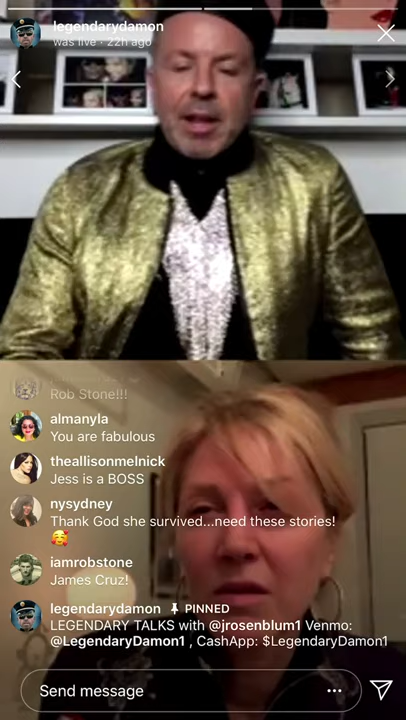 legendarydamon
was live · 22h ago
Rob Stone!!!
almanyla
You are fabulous
theallisonmelnick
Jess is a BOSS
nysydney
Thank God she survived...need these stories!
🥰
iamrobstone
James Cruz!
legendarydamon 📌 PINNED
LEGENDARY TALKS with @jrosenblum1 Venmo:
@LegendaryDamon1 , CashApp: $LegendaryDamon1
Send message